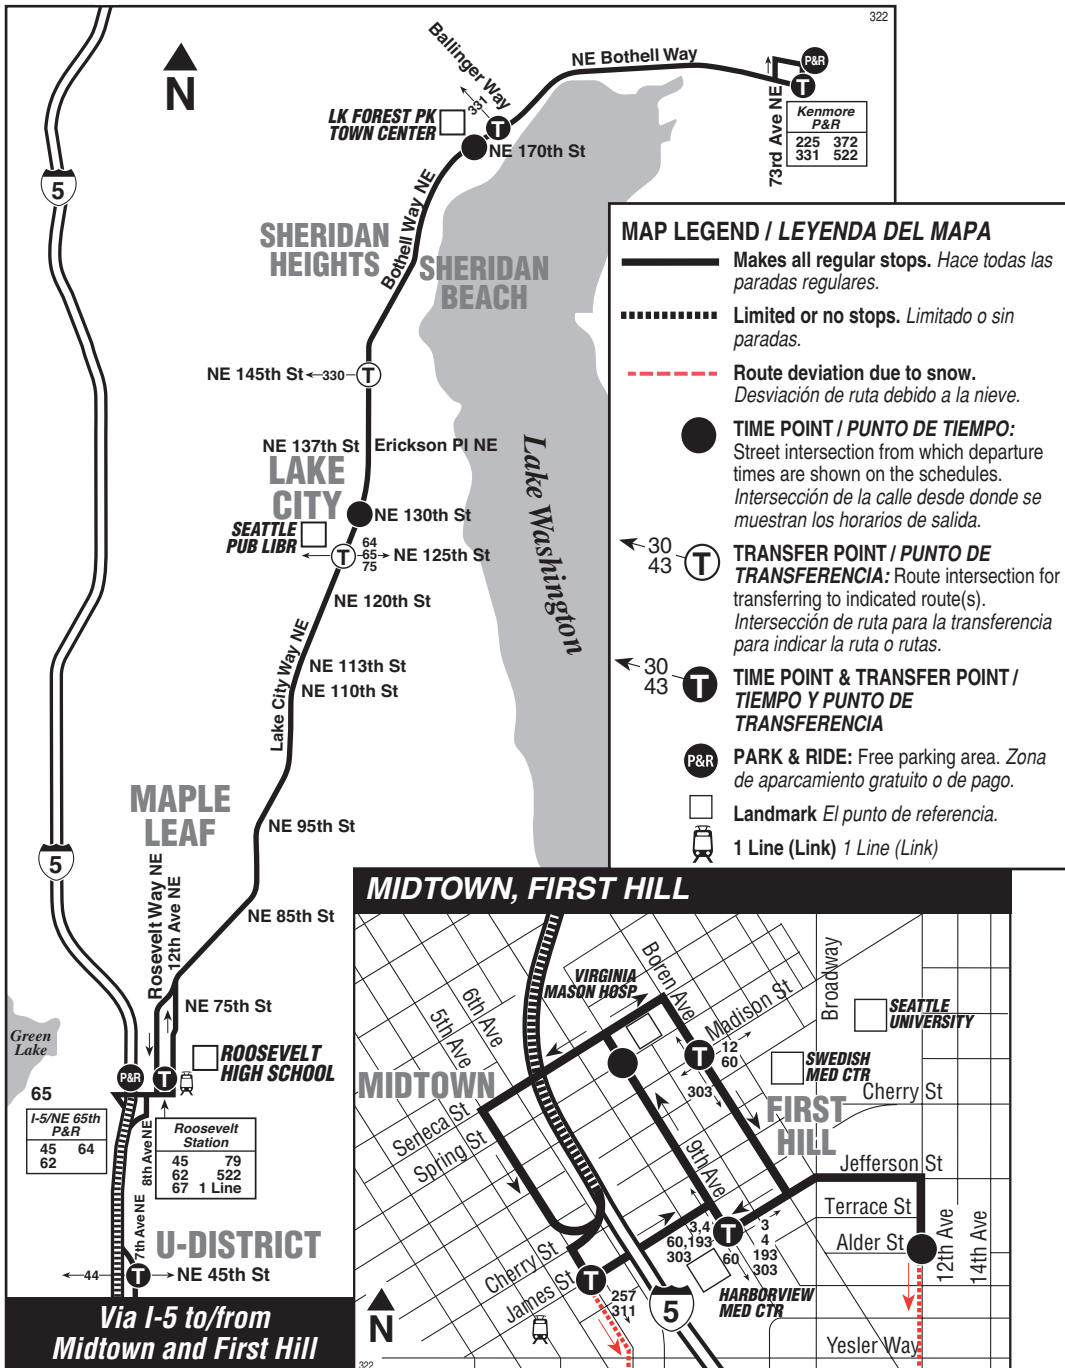 322
N
5
Ballinger Way
331
LK FOREST PK
TOWN CENTER
T
NE 170th St
NE Bothell Way
P&R
T
73rd Ave NE
Kenmore
P&R
225 372
331 522
SHERIDAN
HEIGHTS
Bothell Way NE
SHERIDAN
BEACH
NE 145th St
330
T
NE 137th St
Erickson Pl NE
LAKE
CITY
NE 130th St
SEATTLE
PUB LIBR
T
64
65
75
NE 125th St
NE 120th St
Lake City Way NE
NE 113th St
NE 110th St
Lake Washington
MAPLE
LEAF
NE 95th St
5
NE 85th St
Roosevelt Way NE
12th Ave NE
NE 75th St
Green
Lake
ROOSEVELT
HIGH SCHOOL
P&R
T
65
I-5/NE 65th
P&R
45 64
62
8th Ave NE
Roosevelt
Station
45 79
62 522
67 1 Line
7th Ave NE
U-DISTRICT
44
T
NE 45th St
Via I-5 to/from
Midtown and First Hill
MAP LEGEND / LEYENDA DEL MAPA
Makes all regular stops. Hace todas las
paradas regulares.
Limited or no stops. Limitado o sin
paradas.
Route deviation due to snow.
Desviación de ruta debido a la nieve.
TIME POINT / PUNTO DE TIEMPO:
Street intersection from which departure
times are shown on the schedules.
Intersección de la calle desde donde se
muestran los horarios de salida.
30
43
T
TRANSFER POINT / PUNTO DE
TRANSFERENCIA: Route intersection for
transferring to indicated route(s).
Intersección de ruta para la transferencia
para indicar la ruta o rutas.
30
43
T
TIME POINT & TRANSFER POINT /
TIEMPO Y PUNTO DE
TRANSFERENCIA
P&R
PARK & RIDE: Free parking area. Zona
de aparcamiento gratuito o de pago.
Landmark El punto de referencia.
1 Line (Link) 1 Line (Link)
MIDTOWN, FIRST HILL
VIRGINIA
MASON HOSP
Boren Ave
Madison St
Broadway
6th Ave
5th Ave
SEATTLE
UNIVERSITY
T
12
60
SWEDISH
MED CTR
MIDTOWN
303
FIRST
HILL
Cherry St
Seneca St
Spring St
9th Ave
Jefferson St
Terrace St
Alder St
12th Ave
14th Ave
3,4
60,193
303
T
60
3
4
193
303
Cherry St
James St
T
257
311
HARBORVIEW
MED CTR
5
N
Yesler Way
322